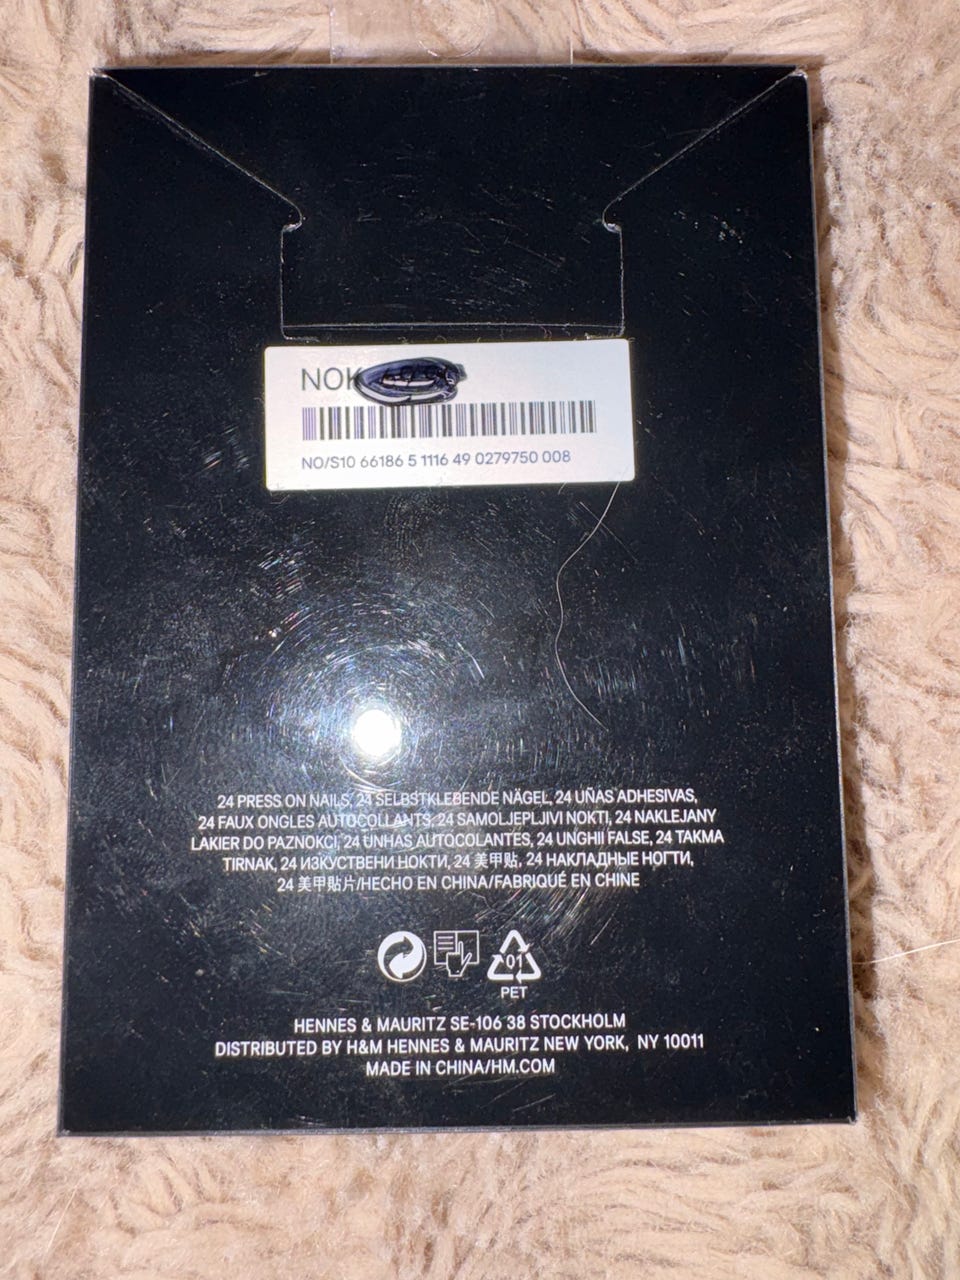 NOK
NO/S10 66186 5 1116 49 0279750 008
24 PRESS ON NAILS, 24 SELBSTKLEBENDE NÄGEL, 24 UÑAS ADHESIVAS,
24 FAUX ONGLES AUTOCOLLANTS, 24 SAMOLJEPLJIVI NOKTI, 24 NAKLEJANY
LAKIER DO PAZNOKCI, 24 UNHAS AUTOCOLANTES, 24 UNGHII FALSE, 24 TAKMA
TIRNAK, 24 ИЗКУСТВЕНИ НОКТИ, 24 美甲贴, 24 НАКЛАДНЫЕ НОГТИ,
24 美甲貼片/HECHO EN CHINA/FABRIQUÉ EN CHINE
01
PET
HENNES & MAURITZ SE-106 38 STOCKHOLM
DISTRIBUTED BY H&M HENNES & MAURITZ NEW YORK, NY 10011
MADE IN CHINA/HM.COM